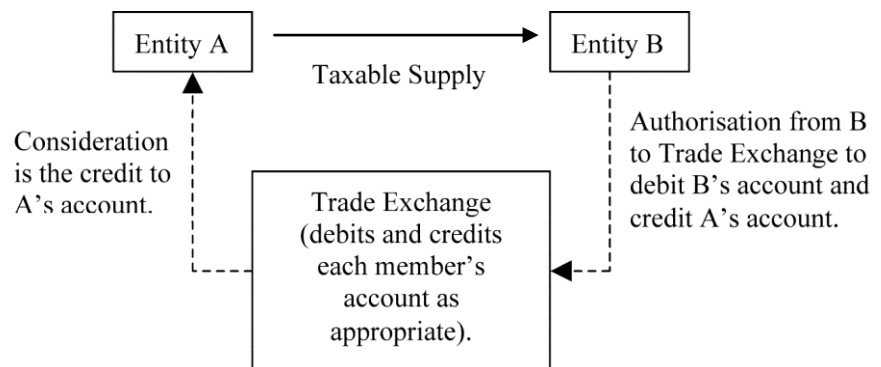 Entity A
Entity B
Taxable Supply
Consideration
is the credit to
A's account.
Authorisation from B
to Trade Exchange to
debit B's account and
credit A's account.
Trade Exchange
(debits and credits
each member's
account as
appropriate).